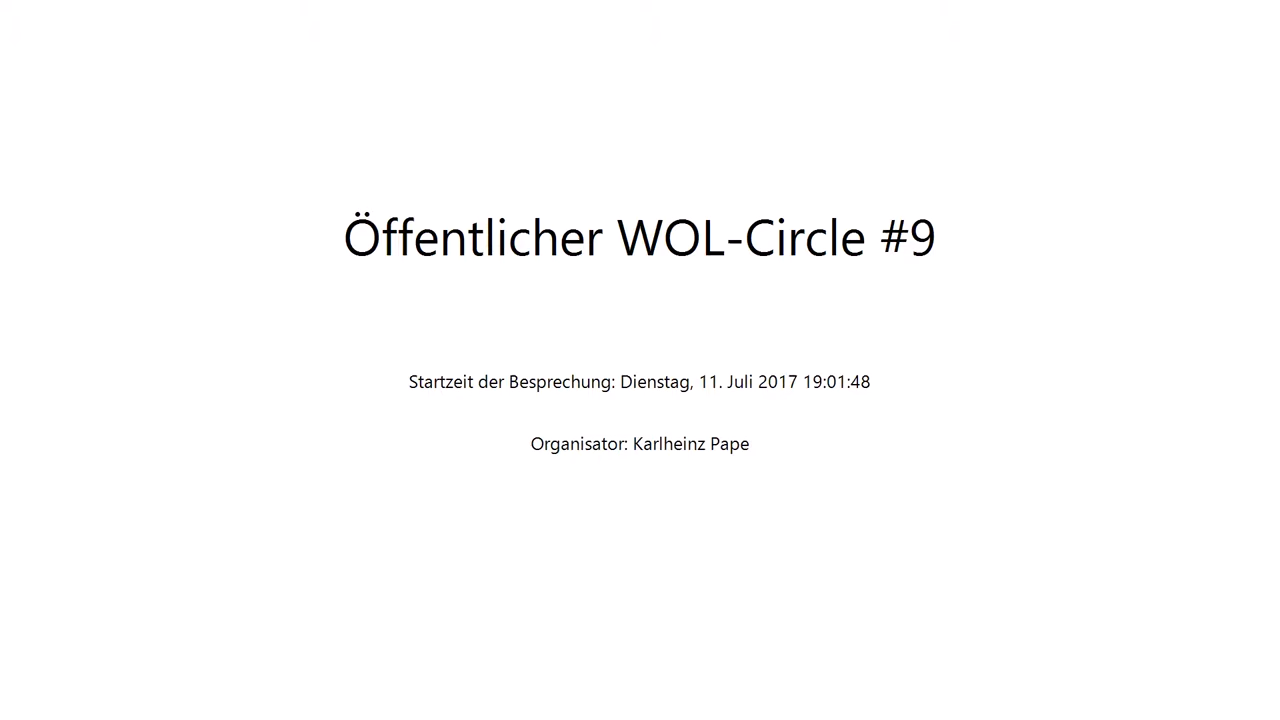 Öffentlicher WOL-Circle #9
Startzeit der Besprechung: Dienstag, 11. Juli 2017 19:01:48
Organisator: Karlheinz Pape